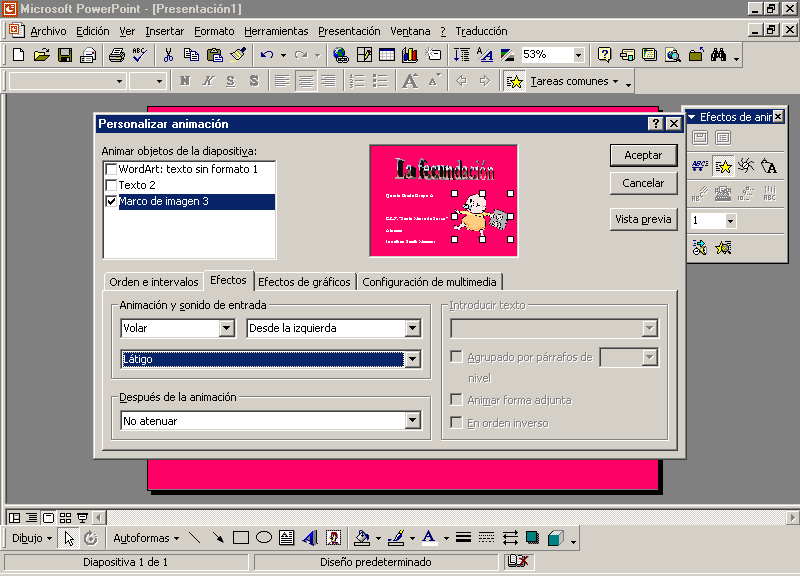 Microsoft PowerPoint - [Presentación1]
Archivo Edición Ver Insertar Formato Herramientas Presentación Ventana ? Traducción
53%
N K S S
Tareas comunes
Personalizar animación
Efectos de anim
Animar objetos de la diapositiva:
WordArt: texto sin formato 1
Texto 2
Marco de imagen 3
La fecundación
Aceptar
Cancelar
Vista previa
1
Orden e intervalos Efectos Efectos de gráficos Configuración de multimedia
Animación y sonido de entrada
Volar Desde la izquierda
Látigo
Después de la animación
No atenuar
Introducir texto
Agrupado por párrafos de
nivel
Animar forma adjunta
En orden inverso
Dibujo Autoformas
Diapositiva 1 de 1 Diseño predeterminado